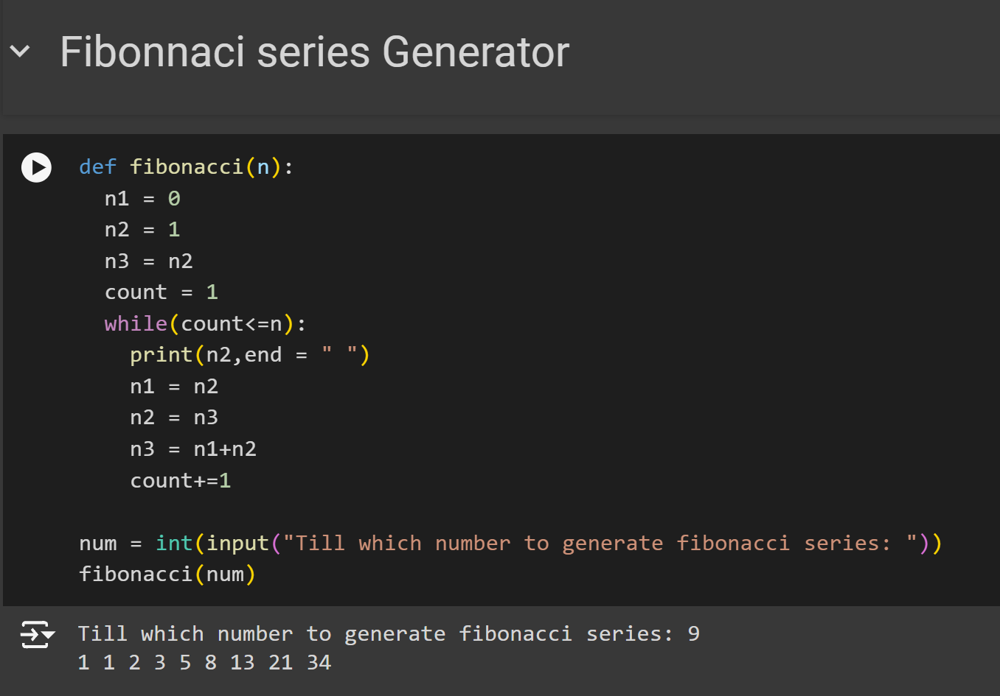 Fibonnaci series Generator
def fibonacci(n):
  n1 = 0
  n2 = 1
  n3 = n2
  count = 1
  while(count<=n):
    print(n2,end = " ")
    n1 = n2
    n2 = n3
    n3 = n1+n2
    count+=1

num = int(input("Till which number to generate fibonacci series: "))
fibonacci(num)
Till which number to generate fibonacci series: 9
1 1 2 3 5 8 13 21 34